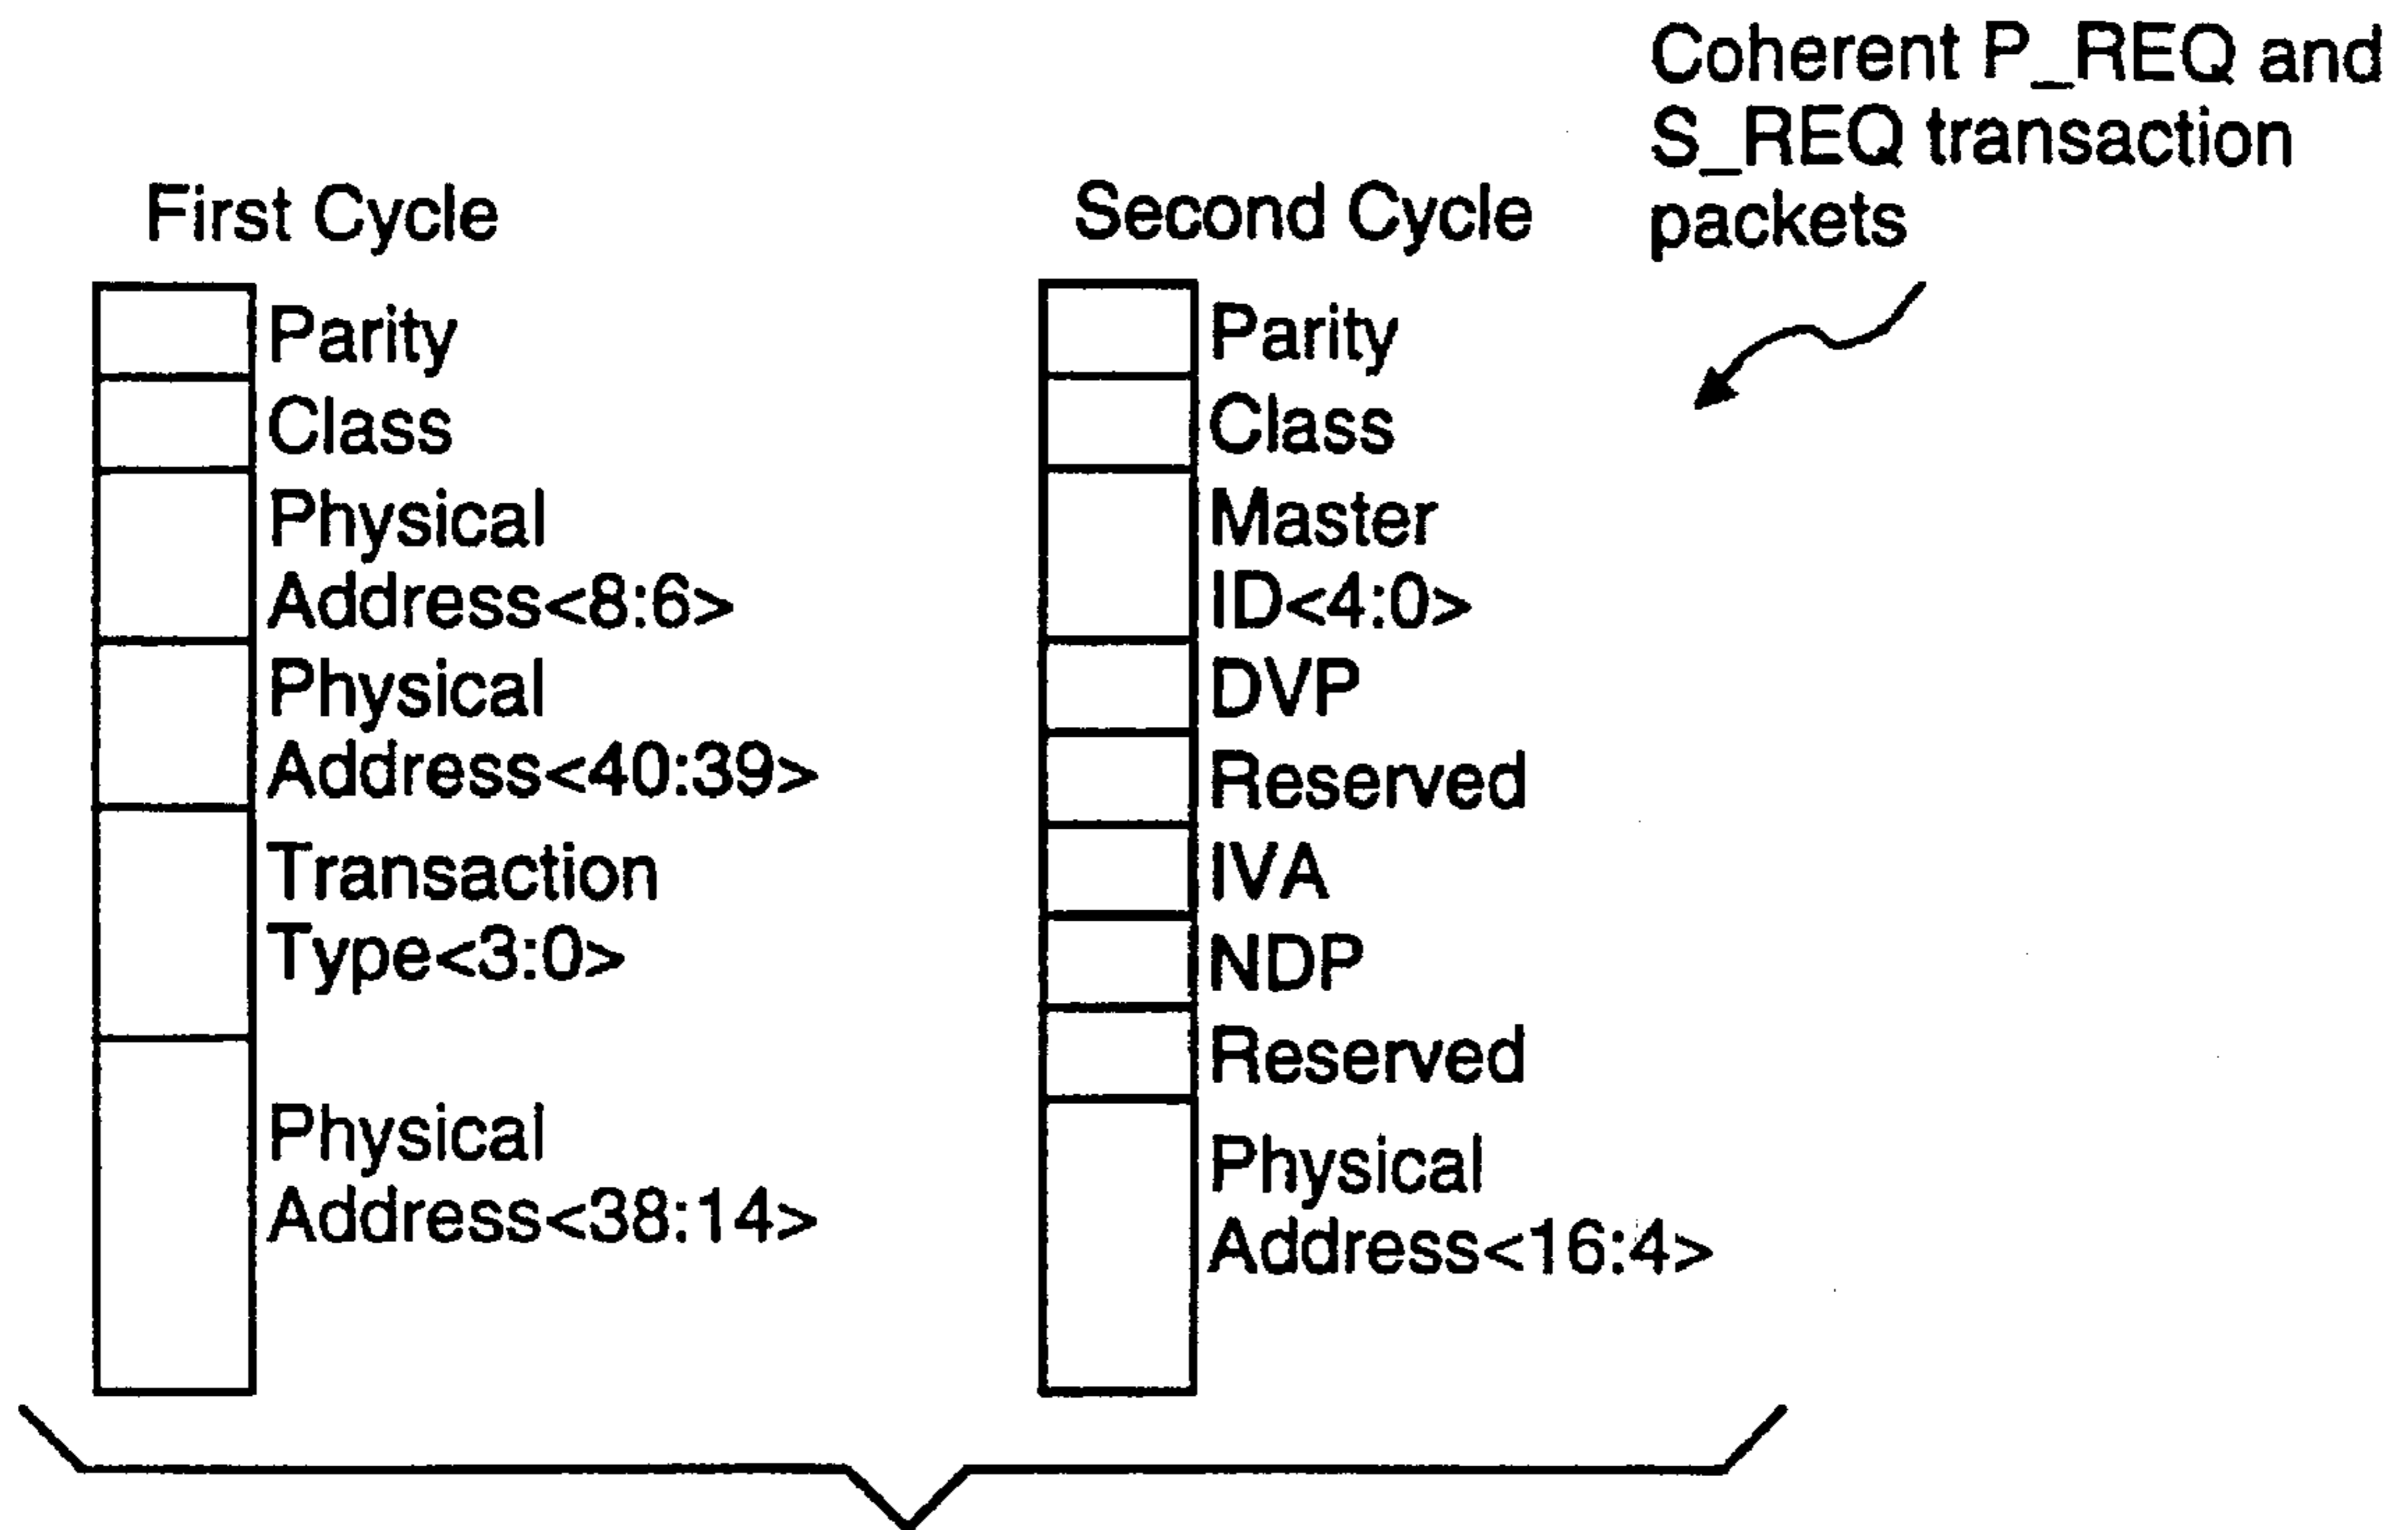 Coherent P_REQ and
S_REQ transaction
packets
First Cycle
Parity
Class
Physical
Address<8:6>
Physical
Address<40:39>
Transaction
Type<3:0>
Physical
Address<38:14>
Second Cycle
Parity
Class
Master
ID<4:0>
DVP
Reserved
IVA
NDP
Reserved
Physical
Address<16:4>